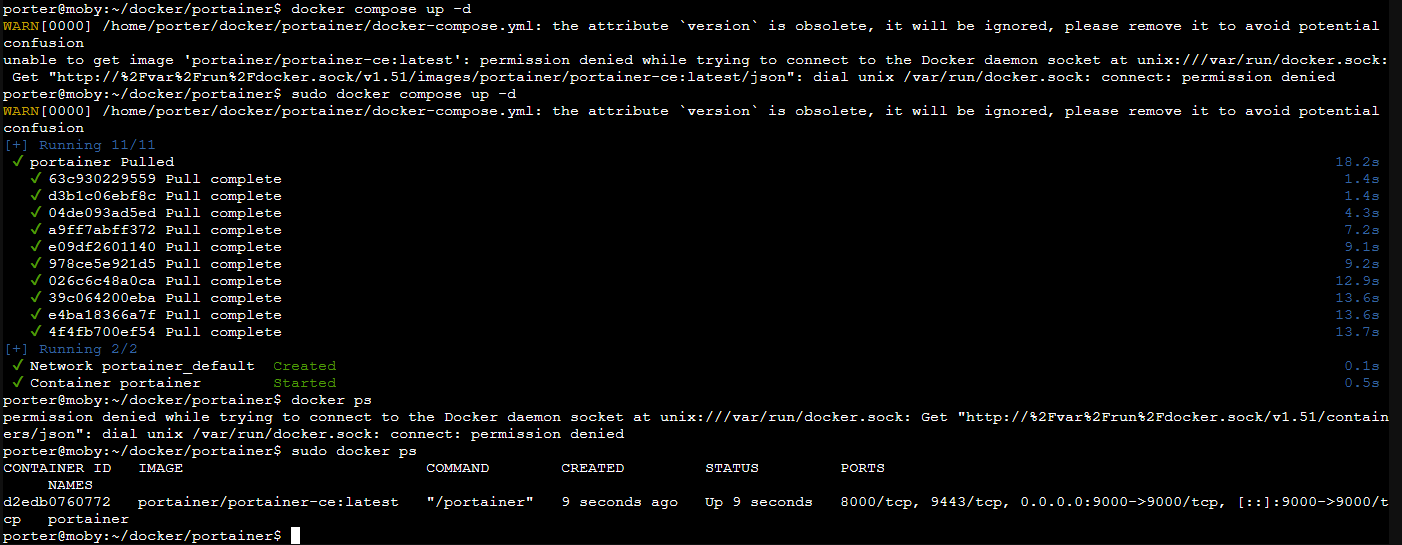 porter@moby:~/docker/portainer$ docker compose up -d
WARN[0000] /home/porter/docker/portainer/docker-compose.yml: the attribute `version` is obsolete, it will be ignored, please remove it to avoid potential
confusion
unable to get image 'portainer/portainer-ce:latest': permission denied while trying to connect to the Docker daemon socket at unix:///var/run/docker.sock:
Get "http://%2Fvar%2Frun%2Fdocker.sock/v1.51/images/portainer/portainer-ce:latest/json": dial unix /var/run/docker.sock: connect: permission denied
porter@moby:~/docker/portainer$ sudo docker compose up -d
WARN[0000] /home/porter/docker/portainer/docker-compose.yml: the attribute `version` is obsolete, it will be ignored, please remove it to avoid potential
confusion
[+] Running 11/11
✓ portainer Pulled 18.2s
✓ 63c930229559 Pull complete 1.4s
✓ d3b1c06ebf8c Pull complete 1.4s
✓ 04de093ad5ed Pull complete 4.3s
✓ a9ff7abff372 Pull complete 7.2s
✓ e09df2601140 Pull complete 9.1s
✓ 978ce5e921d5 Pull complete 9.2s
✓ 026c6c48a0ca Pull complete 12.9s
✓ 39c064200eba Pull complete 13.6s
✓ e4ba18366a7f Pull complete 13.6s
✓ 4f4fb700ef54 Pull complete 13.7s
[+] Running 2/2
✓ Network portainer_default Created 0.1s
✓ Container portainer Started 0.5s
porter@moby:~/docker/portainer$ docker ps
permission denied while trying to connect to the Docker daemon socket at unix:///var/run/docker.sock: Get "http://%2Fvar%2Frun%2Fdocker.sock/v1.51/contain
ers/json": dial unix /var/run/docker.sock: connect: permission denied
porter@moby:~/docker/portainer$ sudo docker ps
CONTAINER ID IMAGE COMMAND CREATED STATUS PORTS
NAMES
d2edb0760772 portainer/portainer-ce:latest "/portainer" 9 seconds ago Up 9 seconds 8000/tcp, 9443/tcp, 0.0.0.0:9000->9000/tcp, [::]:9000->9000/t
cp portainer
porter@moby:~/docker/portainer$